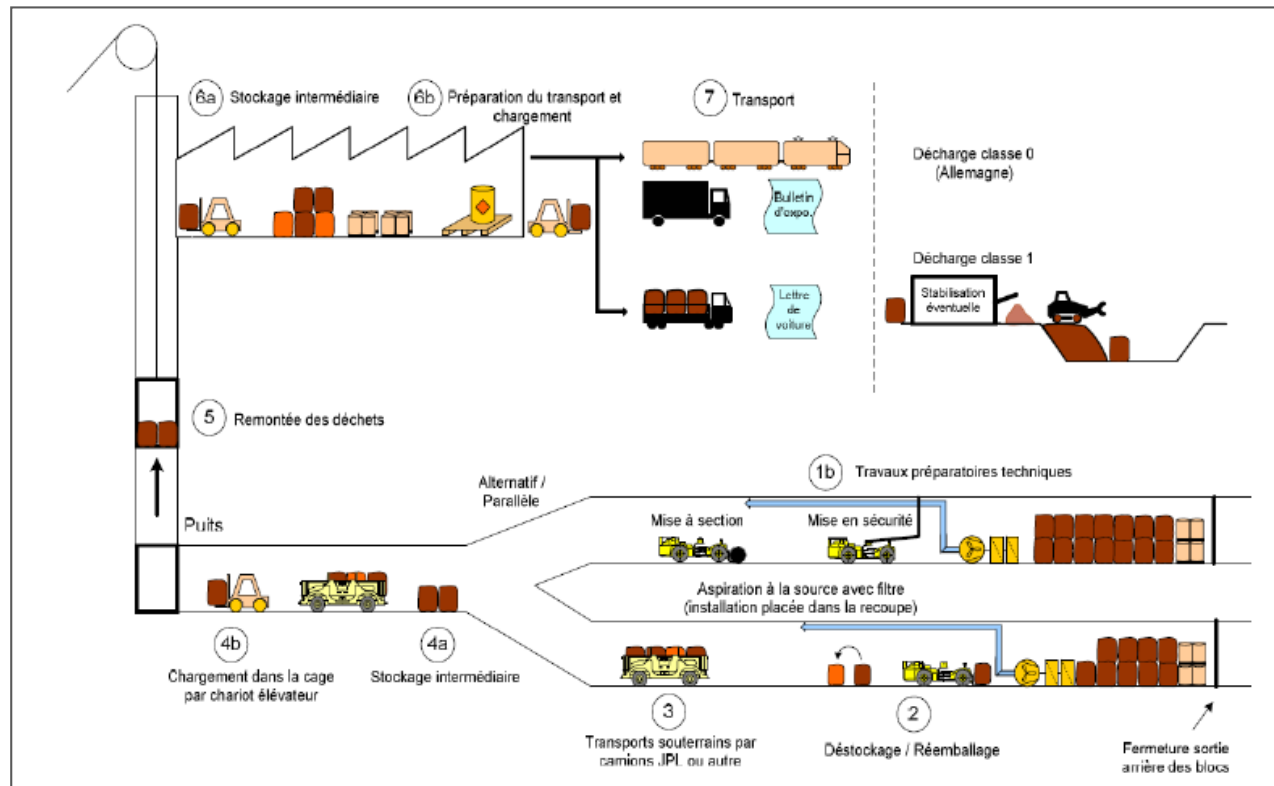 6a
Stockage intermédiaire
6b
Préparation du transport et
chargement
7
Transport
Bulletin
d'expo.
Lettre
de
voiture
Décharge classe 0
(Allemagne)
Décharge classe 1
Stabilisation
éventuelle
5
Remontée des déchets
Puits
Alternatif /
Parallèle
1b
Travaux préparatoires techniques
Mise à section
Mise en sécurité
Aspiration à la source avec filtre
(installation placée dans la recoupe)
4b
Chargement dans la cage
par chariot élévateur
4a
Stockage intermédiaire
3
Transports souterrains par
camions JPL ou autre
2
Déstockage / Réemballage
Fermeture sortie
arrière des blocs